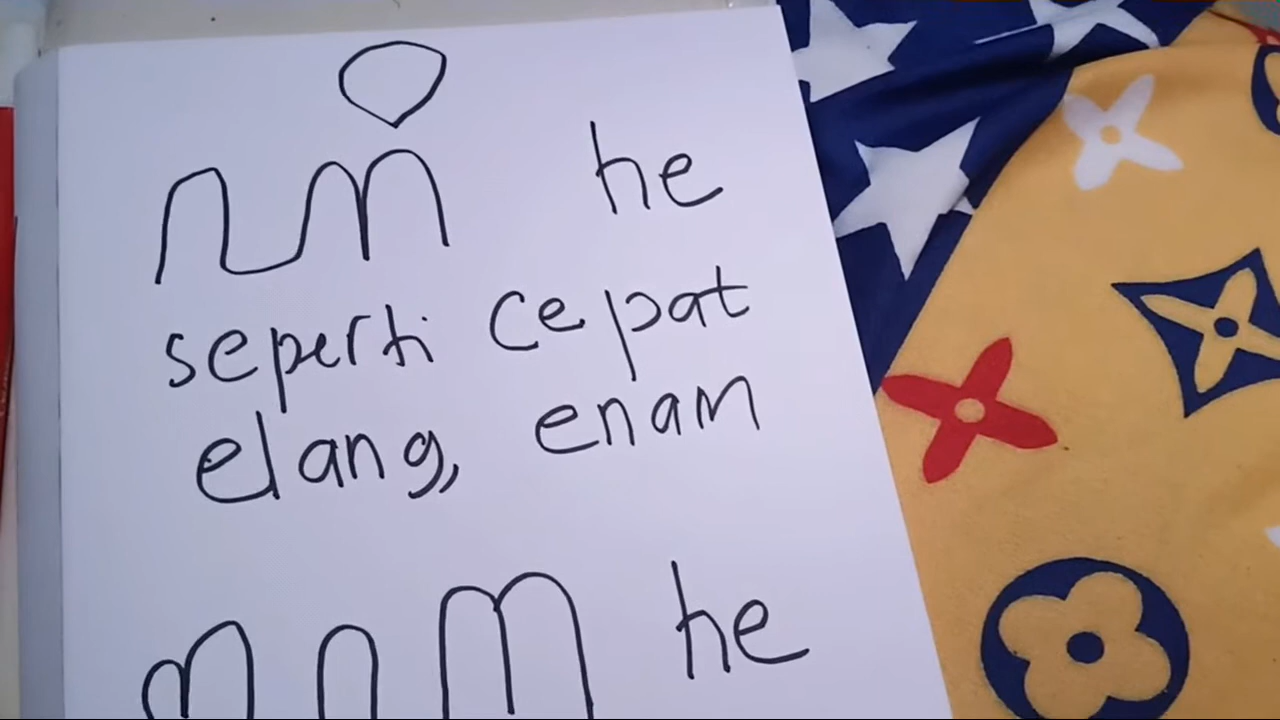 ꦲꦼ he
seperti cepat
elang, enam
ꦲꦺ he